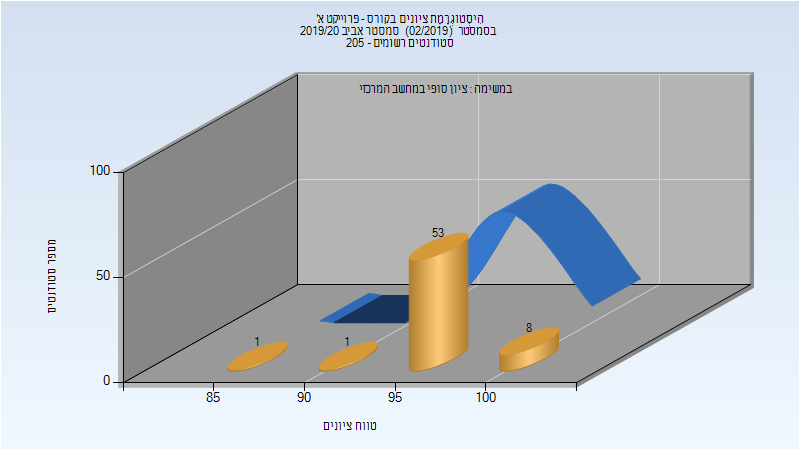 היסטוגרמת ציונים בקורס - פרוייקט א'
בסמסטר (02/2019) סמסטר אביב 2019/20
סטודנטים רשומים - 205
במשימה : ציון סופי במחשב המרכזי
100
50
0
מספר סטודנטים
1
1
53
8
85
90
95
100
טווח ציונים